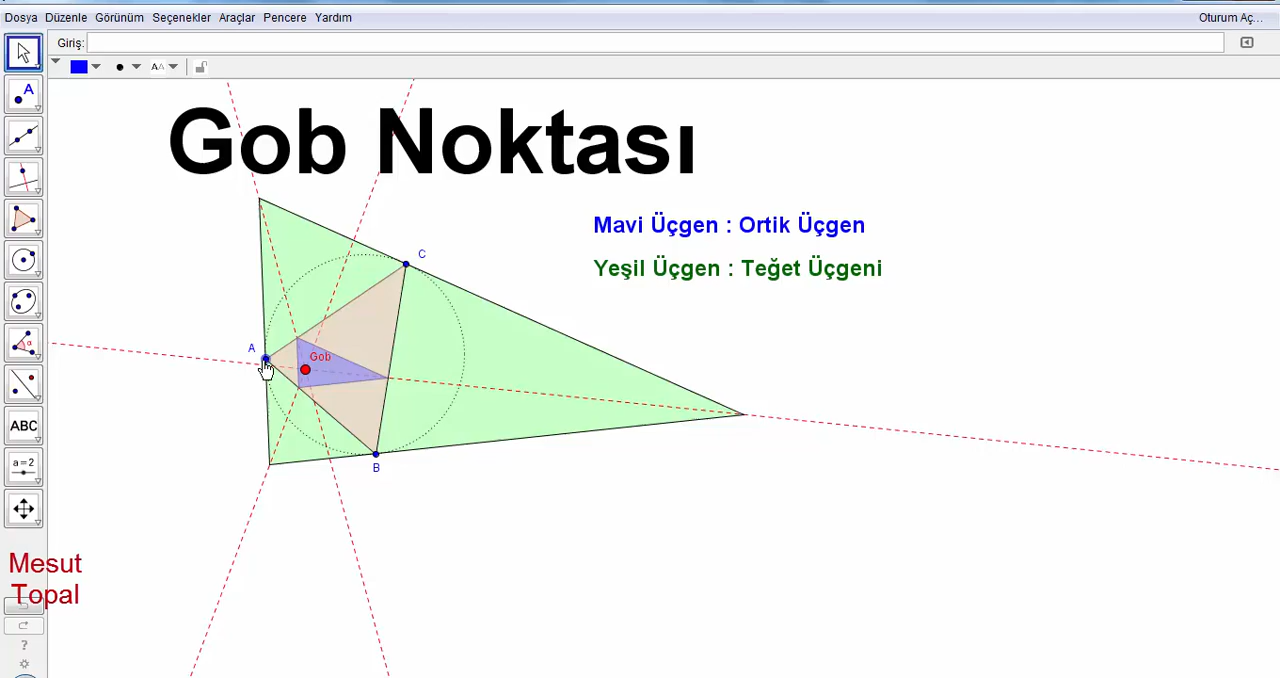 Dosya Düzenle Görünüm Seçenekler Araçlar Pencere Yardım Oturum Aç...
Giriş:
A
AA
Gob Noktası
Mavi Üçgen : Ortik Üçgen
Yeşil Üçgen : Teğet Üçgeni
C
A
Gob
B
α
ABC
a=2
Mesut
Topal
?